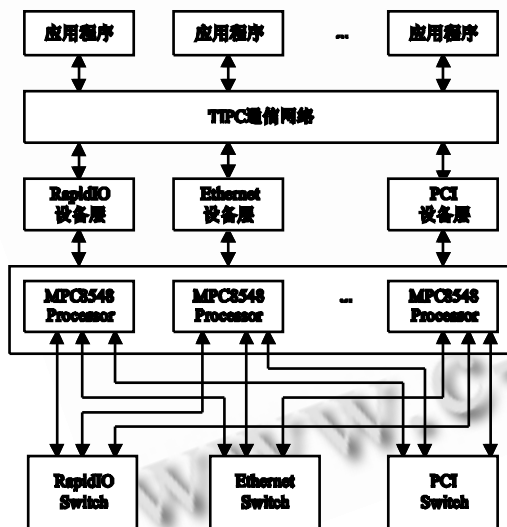 应用程序 应用程序 ... 应用程序
TIPC通信网络
RapidIO 设备层
Ethernet 设备层
PCI 设备层
MPC8548 Processor
MPC8548 Processor
...
MPC8548 Processor
RapidIO Switch
Ethernet Switch
PCI Switch